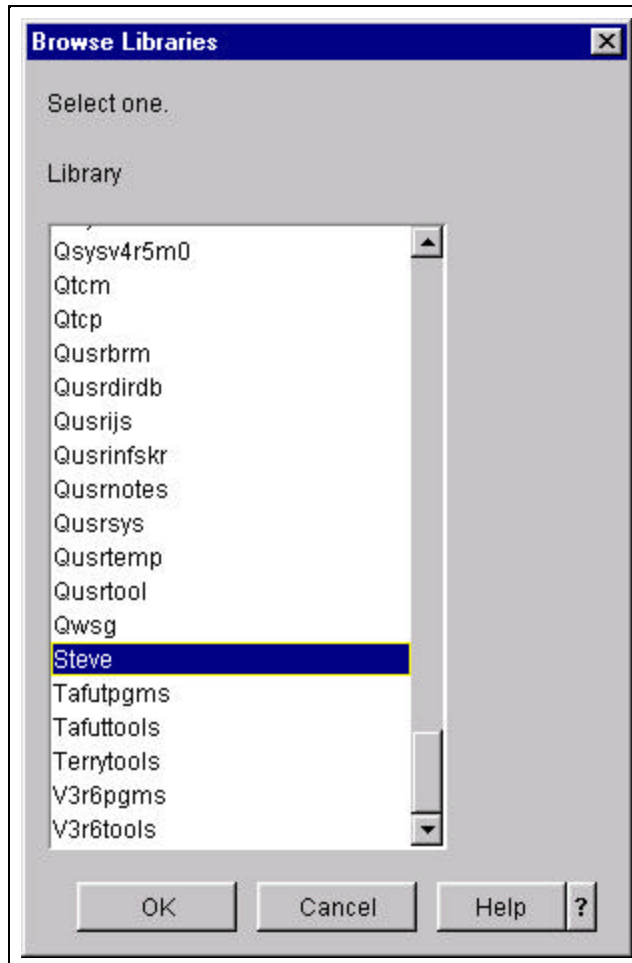 Browse Libraries
Select one.
Library
Qsysv4r5m0
Qtcm
Qtcp
Qusrbrm
Qusrdirdb
Qusrijs
Qusrinfskr
Qusrnotes
Qusrsys
Qusrtemp
Qusrtool
Qwsg
Steve
Tafutpgms
Tafuttools
Terrytools
V3r6pgms
V3r6tools
OK Cancel Help ?